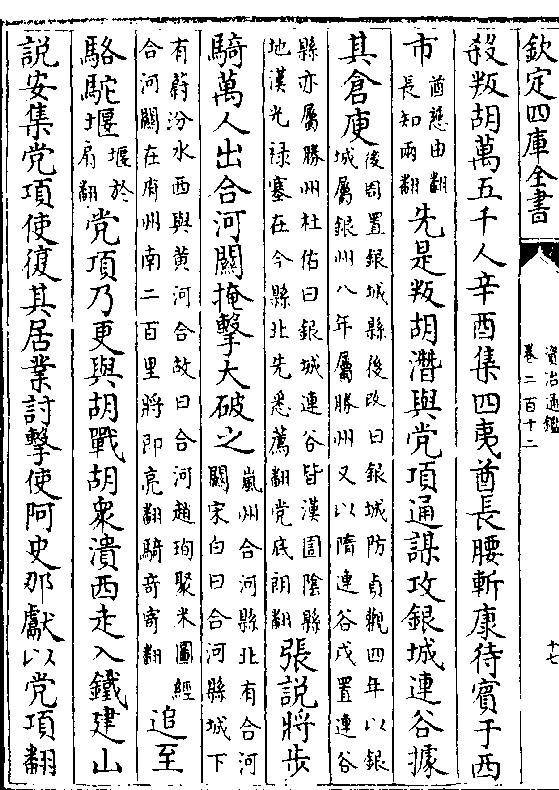 欽定四庫全書
資治通鑑
卷二百十二
十七
殺叛胡萬五千人辛酉集四夷酋長腰斬康待賓于西
市
酋慈由翻
長知兩翻
先是叛胡潛與党項通謀攻銀城連谷據
其倉庾
後周置銀城縣後改曰銀城防貞觀四年以銀
城屬銀州八年屬勝州又以隋連谷戍置連谷
縣亦屬勝州杜佑曰銀城連谷皆漢圁陰縣
地漢光禄塞在今縣北先悉薦翻党底朗翻
張說將步
騎萬人出合河關掩擊大破之
嵐州合河縣北有合河
關宋白曰合河縣城下
有蔚汾水西與黄河合故曰合河趙珣聚米圖經
合河關在府州南二百里將即亮翻騎奇寄翻
追至
駱駝堰
堰於
扇翻
党項乃更與胡戰胡衆潰西走入鐵建山
説安集党項使復其居業討擊使阿史那獻以党項翻